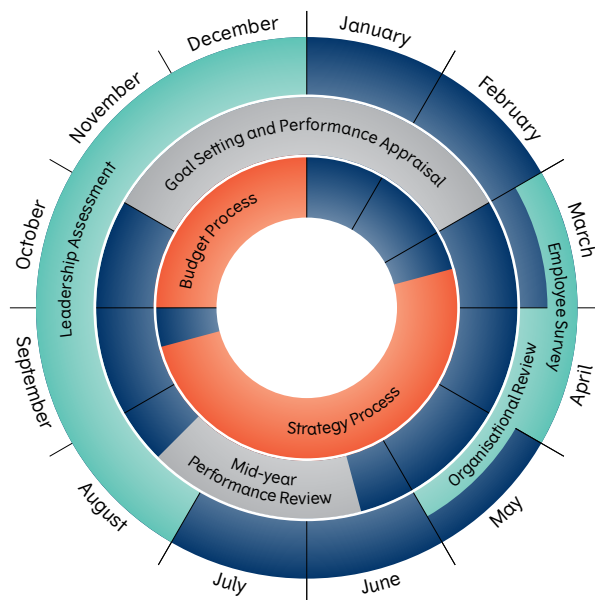 January
February
March
April
May
June
July
August
September
October
November
December
Leadership Assessment
Employee Survey
Organisational Review
Goal Setting and Performance Appraisal
Mid-year
Performance Review
Budget Process
Strategy Process